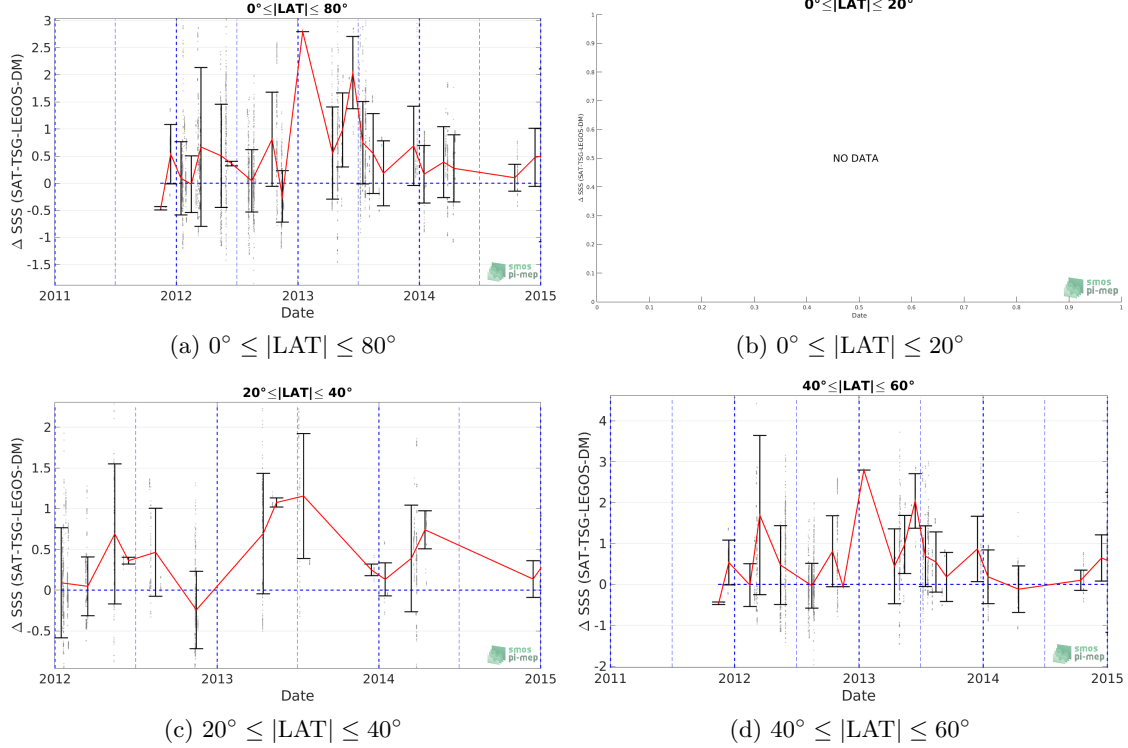 0°≤|LAT|≤ 80°
Δ SSS (SAT-TSG-LEGOS-DM)
3
2.5
2
1.5
1
0.5
0
-0.5
-1
-1.5
2011 2012 2013 2014 2015
Date
smos
pi-mep
(a) 0° ≤ |LAT| ≤ 80°
0°≤|LAT|≤ 20°
Δ SSS (SAT-TSG-LEGOS-DM)
1
0.9
0.8
0.7
0.6
0.5
0.4
0.3
0.2
0.1
0
NO DATA
0 0.1 0.2 0.3 0.4 0.5 0.6 0.7 0.8 0.9 1
Date
smos
pi-mep
(b) 0° ≤ |LAT| ≤ 20°
20°≤|LAT|≤ 40°
Δ SSS (SAT-TSG-LEGOS-DM)
2
1.5
1
0.5
0
-0.5
2012 2013 2014 2015
Date
smos
pi-mep
(c) 20° ≤ |LAT| ≤ 40°
40°≤|LAT|≤ 60°
Δ SSS (SAT-TSG-LEGOS-DM)
4
3
2
1
0
-1
-2
2011 2012 2013 2014 2015
Date
smos
pi-mep
(d) 40° ≤ |LAT| ≤ 60°